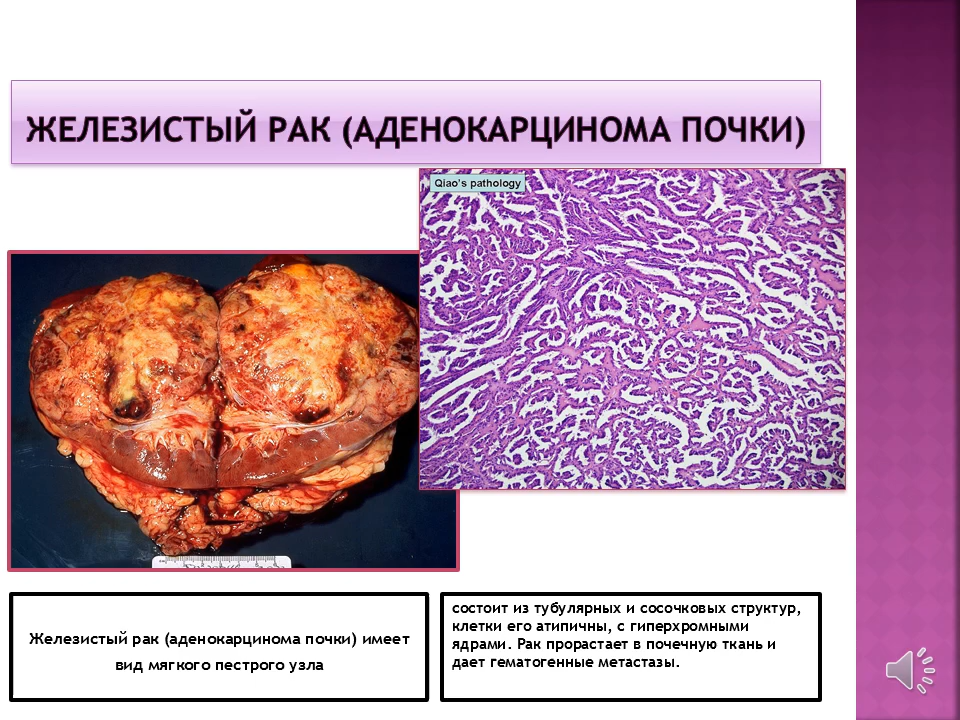 ЖЕЛЕЗИСТЫЙ РАК (АДЕНОКАРЦИНОМА ПОЧКИ)
Qiao's pathology
Железистый рак (аденокарцинома почки) имеет
вид мягкого пестрого узла
состоит из тубулярных и сосочковых структур,
клетки его атипичны, с гиперхромными
ядрами. Рак прорастает в почечную ткань и
дает гематогенные метастазы.